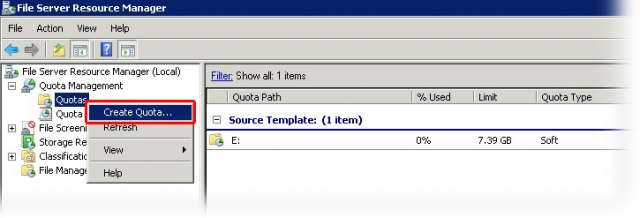 File Server Resource Manager
File Action View Help
File Server Resource Manager (Local)
Quota Management
Quotas
Quota
File Screeni
Storage Re
Classificatio
File Manage
Create Quota...
Refresh
View
Help
Filter: Show all: 1 items
Quota Path % Used Limit Quota Type
Source Template: (1 item)
E: 0% 7.39 GB Soft